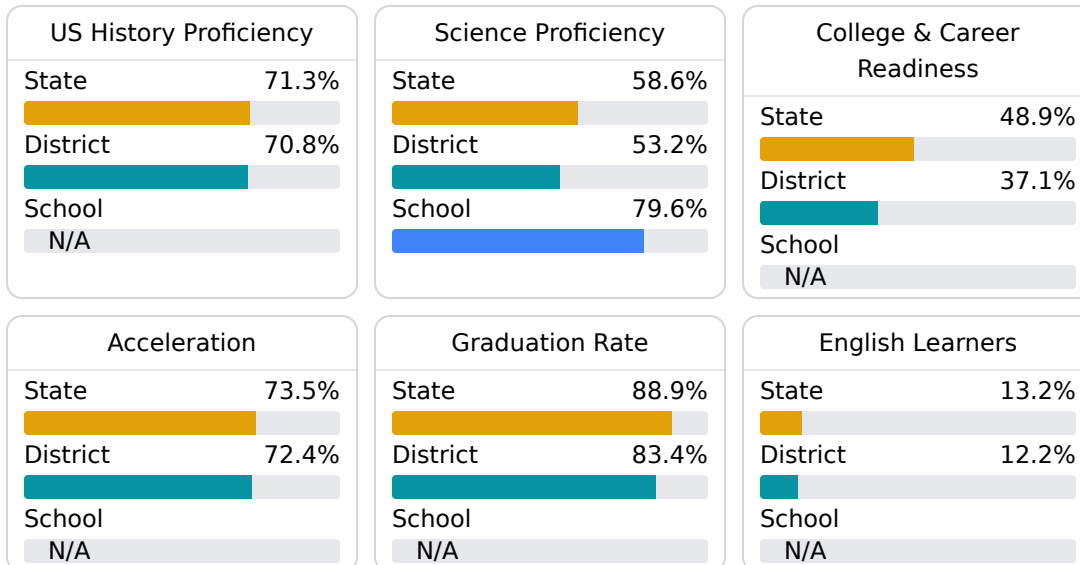 US History Proficiency
State 71.3%
District 70.8%
School
N/A
Science Proficiency
State 58.6%
District 53.2%
School 79.6%
College & Career
Readiness
State 48.9%
District 37.1%
School
N/A
Acceleration
State 73.5%
District 72.4%
School
N/A
Graduation Rate
State 88.9%
District 83.4%
School
N/A
English Learners
State 13.2%
District 12.2%
School
N/A